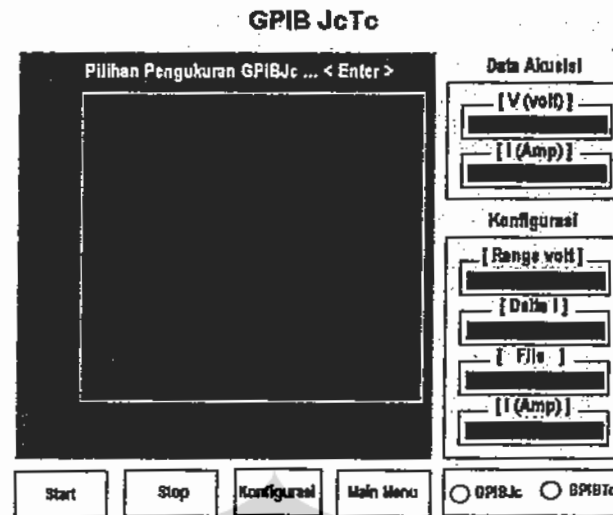 GPIB JcTc
Pilihan Pengukuran GPIBJc ... < Enter >
Data Akuisisi
[ V (volt) ]
[ I (Amp) ]
Konfigurasi
[ Range volt ]
[ Delta I ]
[ File ]
[ I (Amp) ]
Start
Stop
Konfigurasi
Main Menu
GPIBJc
GPIBTc